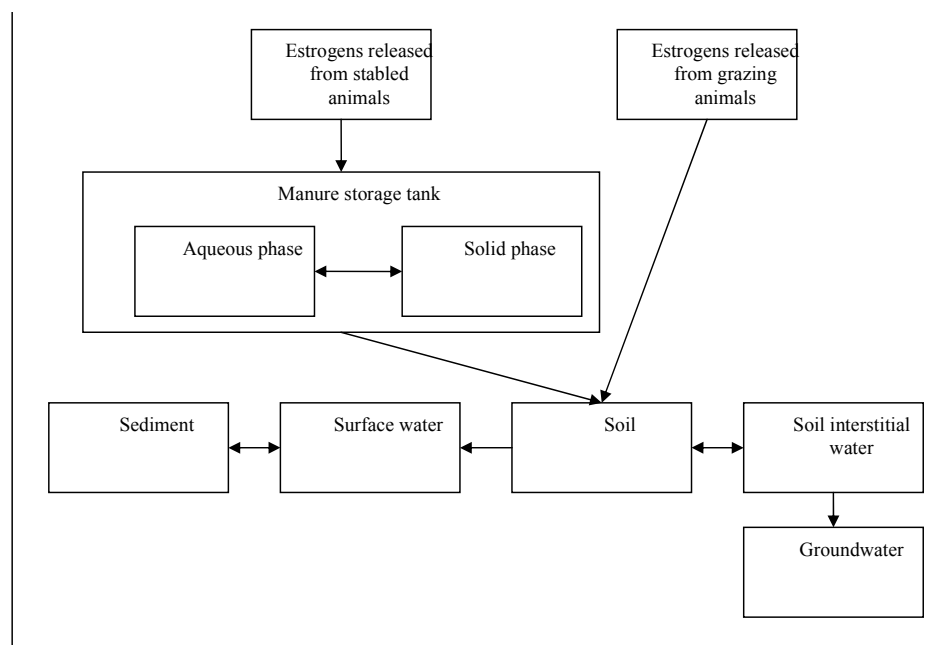 Estrogens released
from stabled
animals
Estrogens released
from grazing
animals
Manure storage tank
Aqueous phase
Solid phase
Sediment
Surface water
Soil
Soil interstitial
water
Groundwater